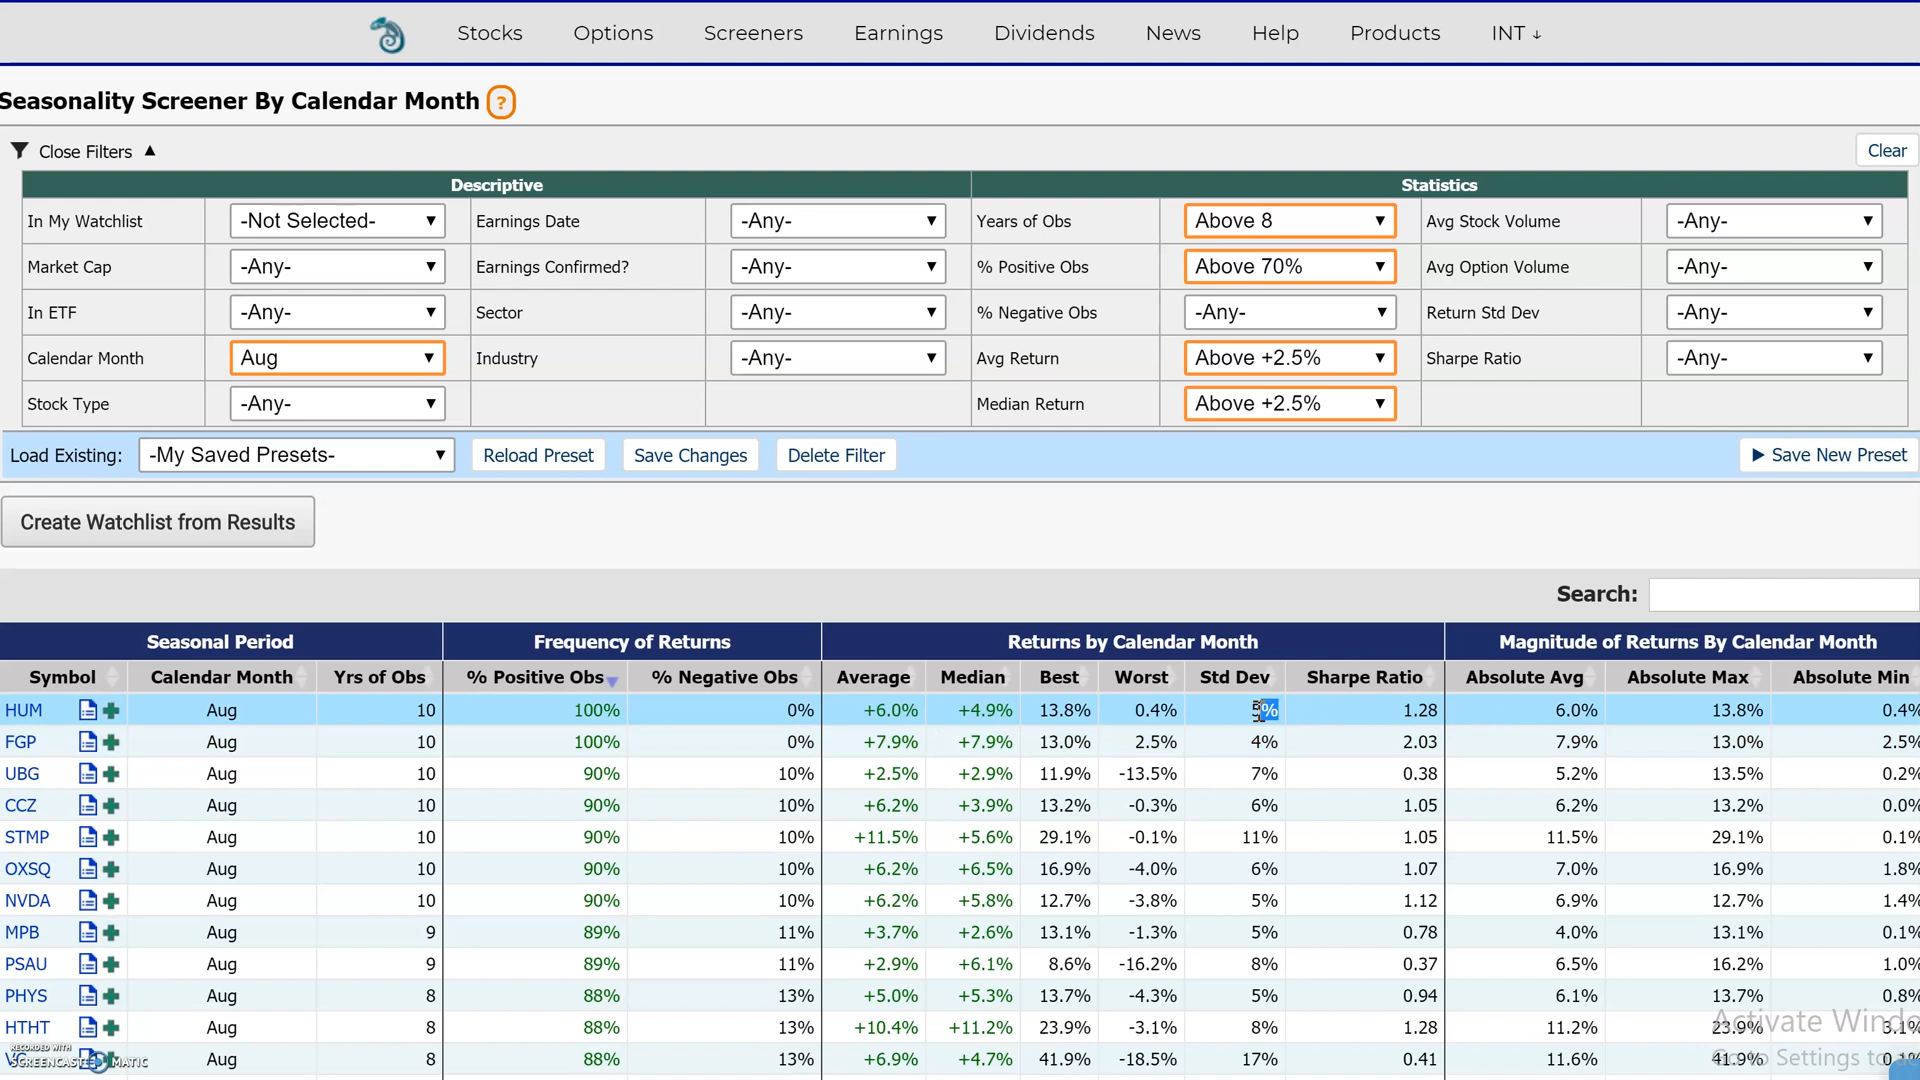 Stocks Options Screeners Earnings Dividends News Help Products INT ↓
Seasonality Screener By Calendar Month ?
Close Filters ▲ Clear
Descriptive Statistics
In My Watchlist -Not Selected- Earnings Date -Any- Years of Obs Above 8 Avg Stock Volume -Any-
Market Cap -Any- Earnings Confirmed? -Any- % Positive Obs Above 70% Avg Option Volume -Any-
In ETF -Any- Sector -Any- % Negative Obs -Any- Return Std Dev -Any-
Calendar Month Aug Industry -Any- Avg Return Above +2.5% Sharpe Ratio -Any-
Stock Type -Any- Median Return Above +2.5%
Load Existing: -My Saved Presets- Reload Preset Save Changes Delete Filter ▶ Save New Preset
Create Watchlist from Results
Search:
Seasonal Period Frequency of Returns Returns by Calendar Month Magnitude of Returns By Calendar Month
Symbol Calendar Month Yrs of Obs % Positive Obs % Negative Obs Average Median Best Worst Std Dev Sharpe Ratio Absolute Avg Absolute Max Absolute Min
HUM Aug 10 100% 0% +6.0% +4.9% 13.8% 0.4% % 1.28 6.0% 13.8% 0.4%
FGP Aug 10 100% 0% +7.9% +7.9% 13.0% 2.5% 4% 2.03 7.9% 13.0% 2.5%
UBG Aug 10 90% 10% +2.5% +2.9% 11.9% -13.5% 7% 0.38 5.2% 13.5% 0.2%
CCZ Aug 10 90% 10% +6.2% +3.9% 13.2% -0.3% 6% 1.05 6.2% 13.2% 0.0%
STMP Aug 10 90% 10% +11.5% +5.6% 29.1% -0.1% 11% 1.05 11.5% 29.1% 0.1%
OXSQ Aug 10 90% 10% +6.2% +6.5% 16.9% -4.0% 6% 1.07 7.0% 16.9% 1.8%
NVDA Aug 10 90% 10% +6.2% +5.8% 12.7% -3.8% 5% 1.12 6.9% 12.7% 1.4%
MPB Aug 9 89% 11% +3.7% +2.6% 13.1% -1.3% 5% 0.78 4.0% 13.1% 0.1%
PSAU Aug 9 89% 11% +2.9% +6.1% 8.6% -16.2% 8% 0.37 6.5% 16.2% 1.0%
PHYS Aug 8 88% 13% +5.0% +5.3% 13.7% -4.3% 5% 0.94 6.1% 13.7% 0.8%
HTHT Aug 8 88% 13% +10.4% +11.2% 23.9% -3.1% 8% 1.28 11.2% 23.9% 3.1%
Aug 8 88% 13% +6.9% +4.7% 41.9% -18.5% 17% 0.41 11.6% 41.9%
Activate Windo
Settings to
RECORDED WITH
SCREENCAST MATIC